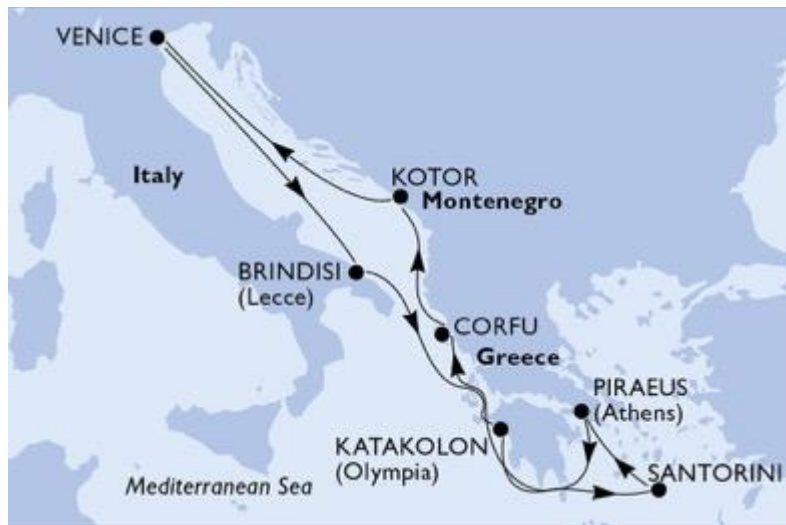 VENICE
Italy
KOTOR
Montenegro
BRINDISI
(Lecce)
CORFU
Greece
PIRAEUS
(Athens)
KATAKOLON
(Olympia)
SANTORINI
Mediterranean Sea